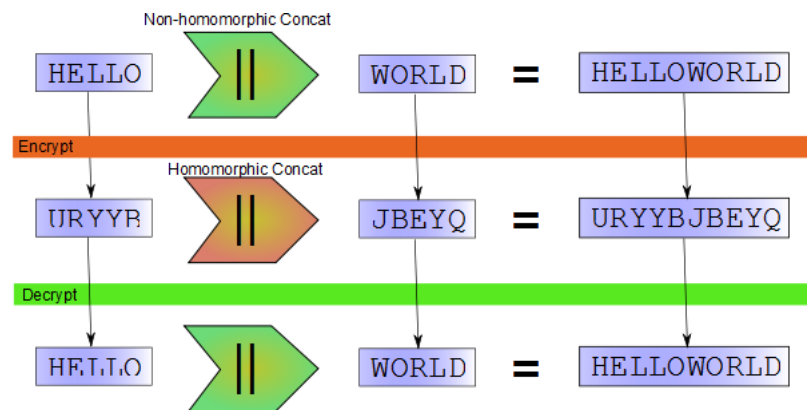 Non-homomorphic Concat
HELLO || WORLD = HELLOWORLD
Encrypt
Homomorphic Concat
URYYB || JBEYQ = URYYBJBEYQ
Decrypt
HELLO || WORLD = HELLOWORLD